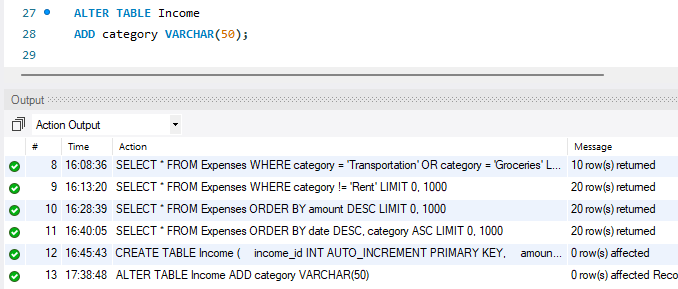 27 ALTER TABLE Income
28 ADD category VARCHAR(50);
29
Output
Action Output
# Time Action Message
8 16:08:36 SELECT * FROM Expenses WHERE category = 'Transportation' OR category = 'Groceries' L... 10 row(s) returned
9 16:13:20 SELECT * FROM Expenses WHERE category != 'Rent' LIMIT 0, 1000 20 row(s) returned
10 16:28:39 SELECT * FROM Expenses ORDER BY amount DESC LIMIT 0, 1000 20 row(s) returned
11 16:40:05 SELECT * FROM Expenses ORDER BY date DESC, category ASC LIMIT 0, 1000 20 row(s) returned
12 16:45:43 CREATE TABLE Income ( income_id INT AUTO_INCREMENT PRIMARY KEY, amoun... 0 row(s) affected
13 17:38:48 ALTER TABLE Income ADD category VARCHAR(50) 0 row(s) affected Reco